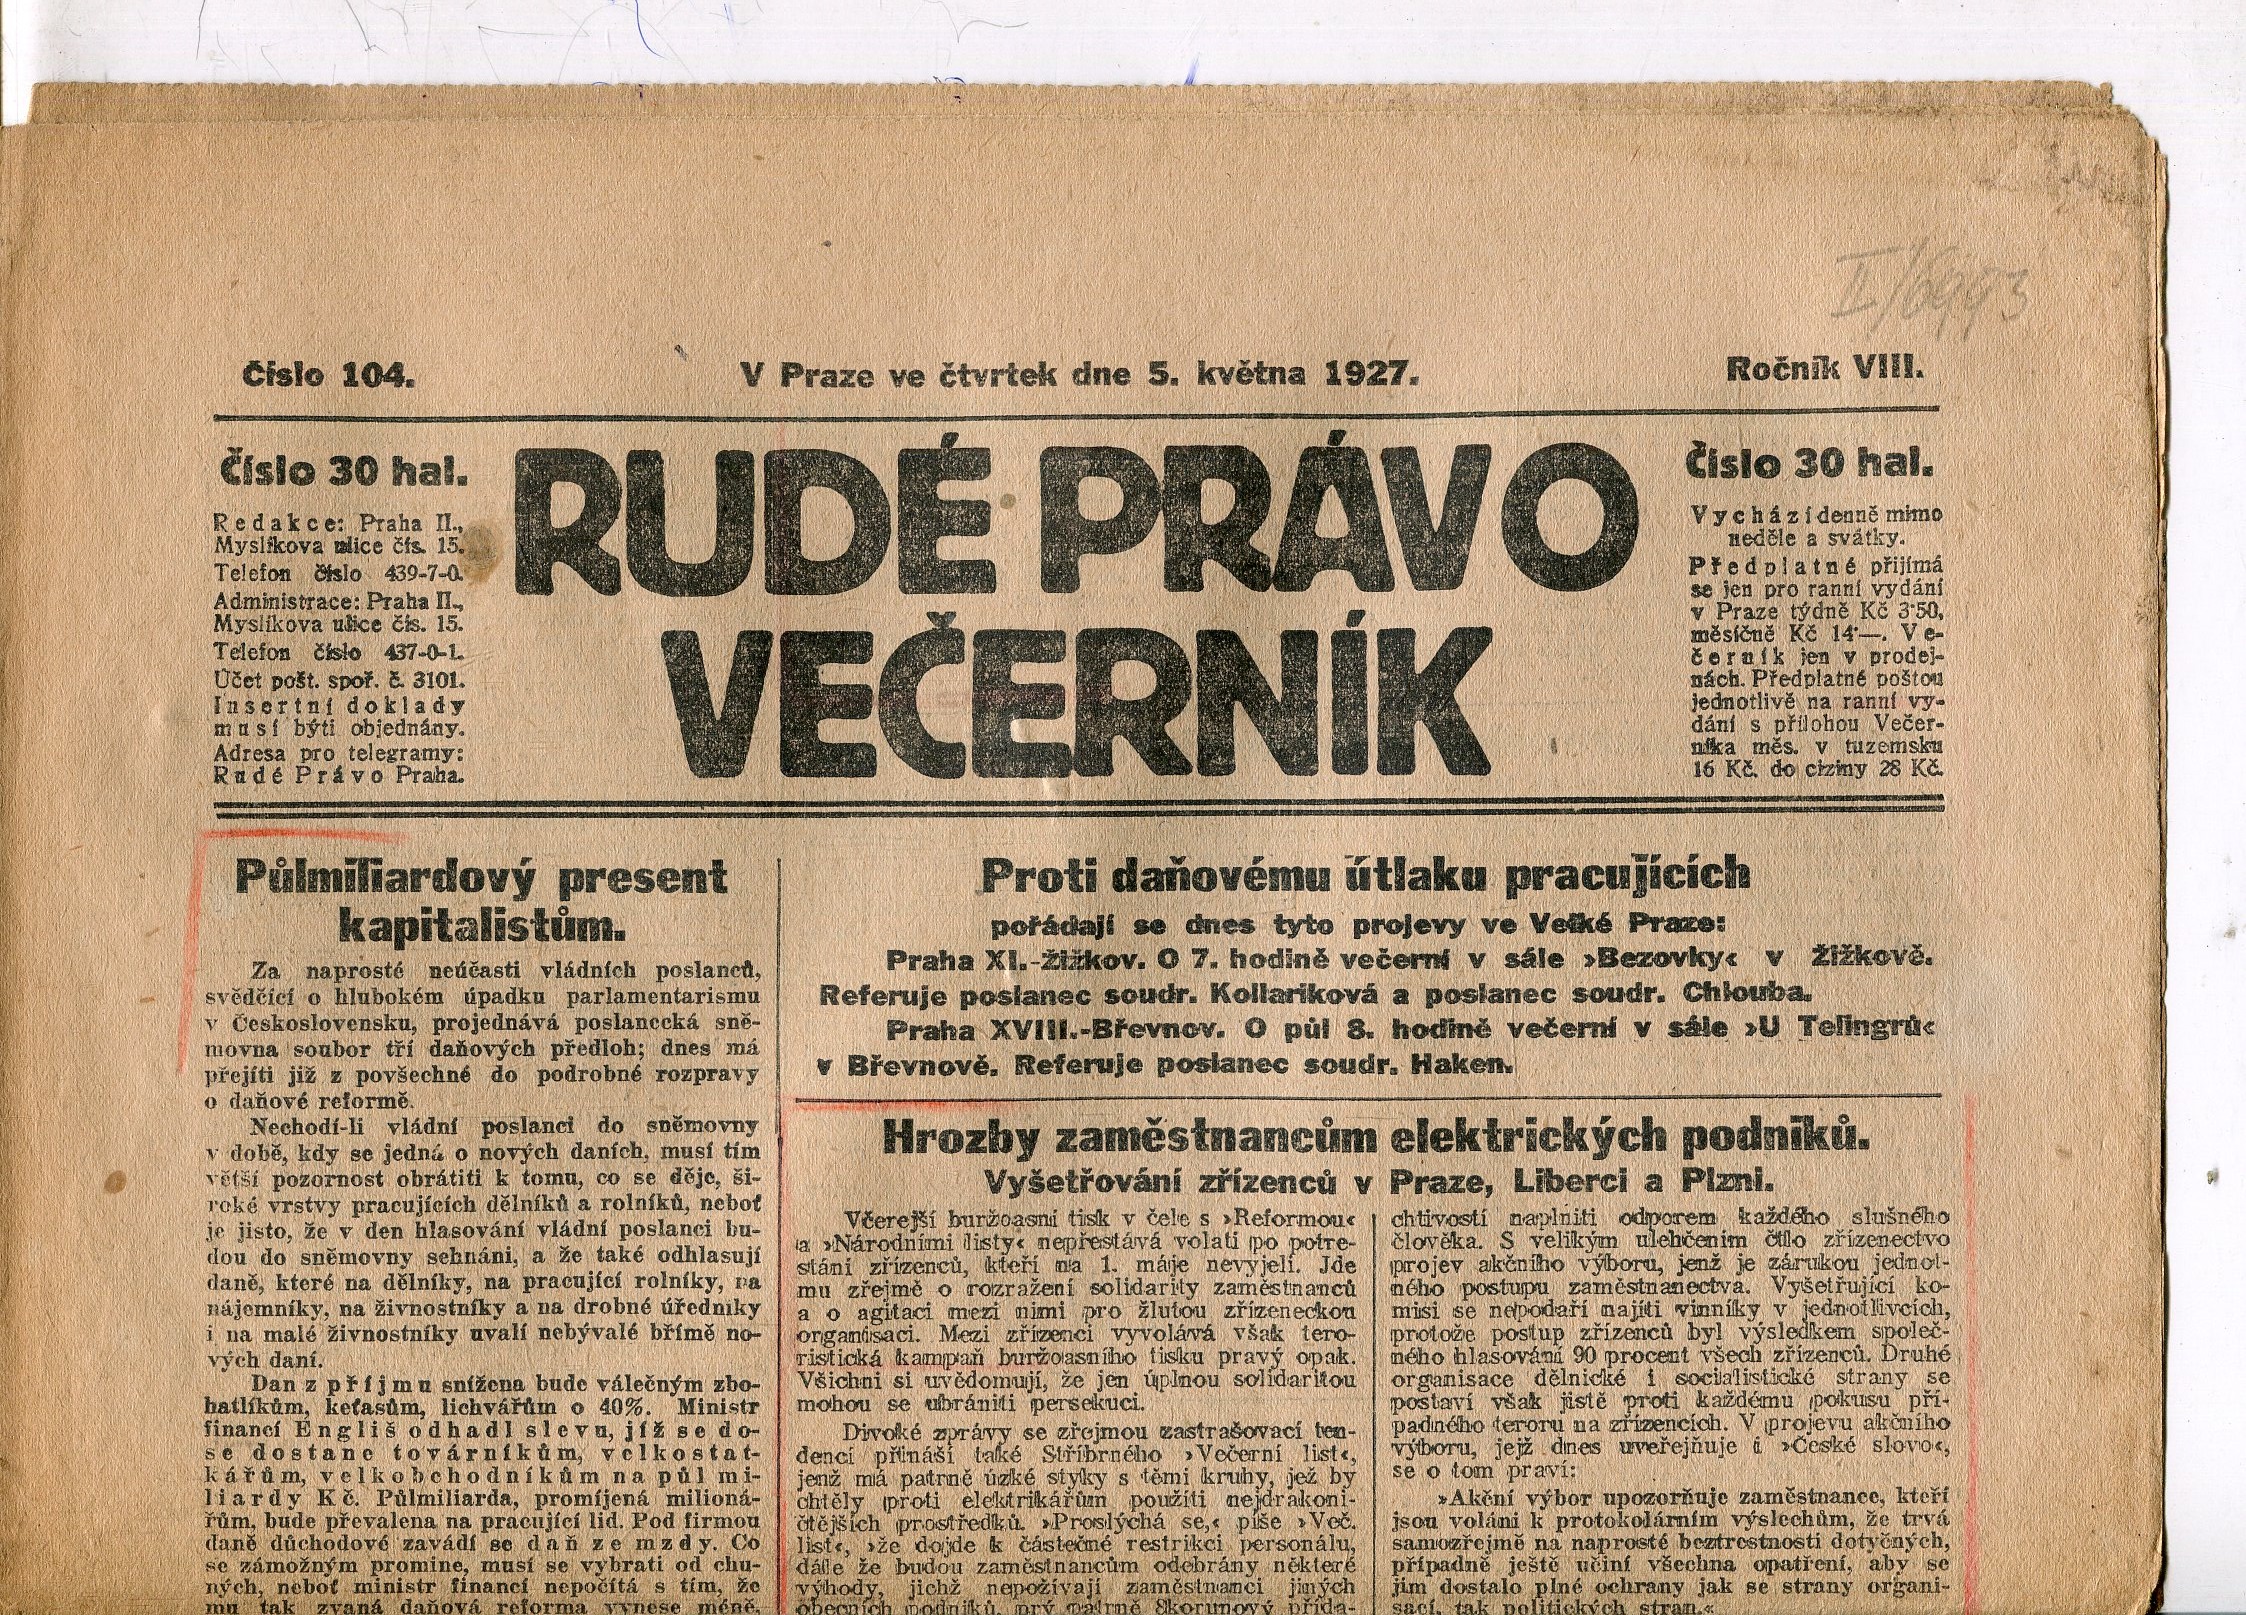 II/6993
Číslo 104.
V Praze ve čtvrtek dne 5. května 1927.
Ročník VIII.
Číslo 30 hal.
Redakce: Praha II.,
Myslíkova ulice čís. 15.
Telefon číslo 439-7-0.
Administrace: Praha II.,
Myslíkova ulice čís. 15.
Telefon číslo 437-0-1.
Účet pošt. spoř. č. 3101.
Insertní doklady
musí býti objednány.
Adresa pro telegramy:
Rudé Právo Praha.
RUDÉ PRÁVO
VEČERNÍK
Číslo 30 hal.
Vychází denně mimo
neděle a svátky.
Předplatné přijímá
se jen pro ranní vydání
v Praze týdně Kč 3·50,
měsíčně Kč 14·—. Ve-
černík jen v prodej-
nách. Předplatné poštou
jednotlivě na ranní vy-
dání s přílohou Večer-
níka měs. v tuzemsku
16 Kč. do ciziny 28 Kč.
Půlmiliardový present
kapitalistům.
Za naprosté neúčasti vládních poslanců,
svědčící o hlubokém úpadku parlamentarismu
v Československu, projednává poslanecká sně-
movna soubor tří daňových předloh; dnes má
přejíti již z povšechné do podrobné rozpravy
o daňové reformě.
Nechodí-li vládní poslanci do sněmovny
v době, kdy se jedná o nových daních, musí tím
větší pozornost obrátiti k tomu, co se děje, ši-
roké vrstvy pracujících dělníků a rolníků, neboť
je jisto, že v den hlasování vládní poslanci bu-
dou do sněmovny sehnáni, a že také odhlasují
daně, které na dělníky, na pracující rolníky, na
nájemníky, na živnostníky a na drobné úředníky
i na malé živnostníky uvalí nebývalé břímě no-
vých daní.
Dan z příjmu snížena bude válečným zbo-
hatlíkům, keťasům, lichvářům o 40%. Ministr
financí Engliš odhadl slevu, jíž se do-
se dostane továrníkům, velkostat-
kářům, velkobchodníkům na půl mi-
liardy Kč. Půlmiliarda, promíjená milioná-
řům, bude převalena na pracující lid. Pod firmou
daně důchodové zavádí se daň ze mzdy. Co
se zámožným promine, musí se vybrati od chu-
ných, neboť ministr financí nepočítá s tím, že
mu tak zvaná daňová reforma vynese méně,
Proti daňovému útlaku pracujících
pořádají se dnes tyto projevy ve Velké Praze:
Praha XI.-Žižkov. O 7. hodině večerní v sále »Bezovky« v Žižkově.
Referuje poslanec soudr. Kollariková a poslanec soudr. Chlouba.
Praha XVIII.-Břevnov. O půl 8. hodině večerní v sále »U Telingrů«
v Břevnově. Referuje poslanec soudr. Haken.
Hrozby zaměstnancům elektrických podniků.
Vyšetřování zřízenců v Praze, Liberci a Plzni.
Včerejší buržoasní tisk v čele s »Reformou«
a »Národními listy« nepřestává volati po potre-
stání zřízenců, kteří na 1. máje nevyjeli. Jde
mu zřejmě o rozražení solidarity zaměstnanců
a o agitaci mezi nimi pro žlutou zřízeneckou
organisaci. Mezi zřízenci vyvolává však tero-
ristická kampaň buržoasního tisku pravý opak.
Všichni si uvědomují, že jen úplnou solidaritou
mohou se ubrániti persekuci.
Divoké zprávy se zřejmou zastrašovací ten-
dencí přináší také Stříbrného »Večerní list«,
jenž má patrně úzké styky s těmi kruhy, jež by
chtěly proti elektrikářům použíti nejdrakoni-
čtějších prostředků. »Proslýchá se,« píše »Več.
list«, »že dojde k částečné restrikci personálu,
dále že budou zaměstnancům odebrány některé
výhody, jichž nepožívají zaměstnanci jiných
obecních podniků, prý patrně 8korunový přída-
chtivostí naplniti odporem každého slušného
člověka. S velikým ulehčením čtlo zřízenectvo
projev akčního výboru, jenž je zárukou jednot-
ného postupu zaměstnanectva. Vyšetřující ko-
misi se nepodaří najíti vinníky v jednotlivcích,
protože postup zřízenců byl výsledkem společ-
ného hlasování 90 procent všech zřízenců. Druhé
organisace dělnické i socialistické strany se
postaví však jistě proti každému pokusu pří-
padného teroru na zřízencích. V projevu akčního
výboru, jejž dnes uveřejňuje i »České slovo«,
se o tom praví:
»Akční výbor upozorňuje zaměstnance, kteří
jsou voláni k protokolárním výslechům, že trvá
samozřejmě na naprosté beztrestnosti dotyčných,
případně ještě učiní všechna opatření, aby se
jim dostalo plné ochrany jak se strany organi-
sací, tak politických stran.«